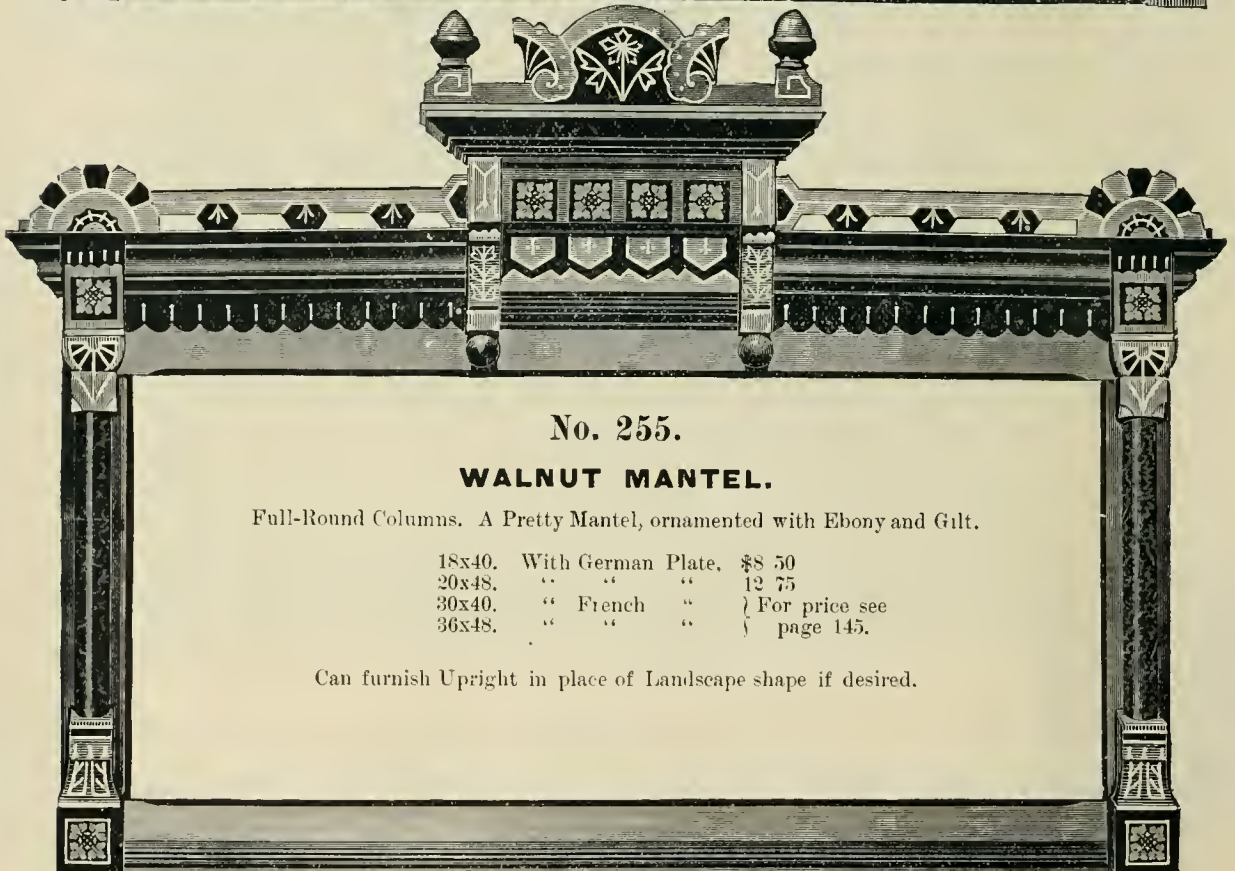 No. 255.
WALNUT MANTEL.
Full-Round Columns. A Pretty Mantel, ornamented with Ebony and Gilt.
18x40. With German Plate, $8 50
20x48. “ “ “ 12 75
30x40. “ French “ } For price see
36x48. “ “ “ } page 145.
Can furnish Upright in place of Landscape shape if desired.